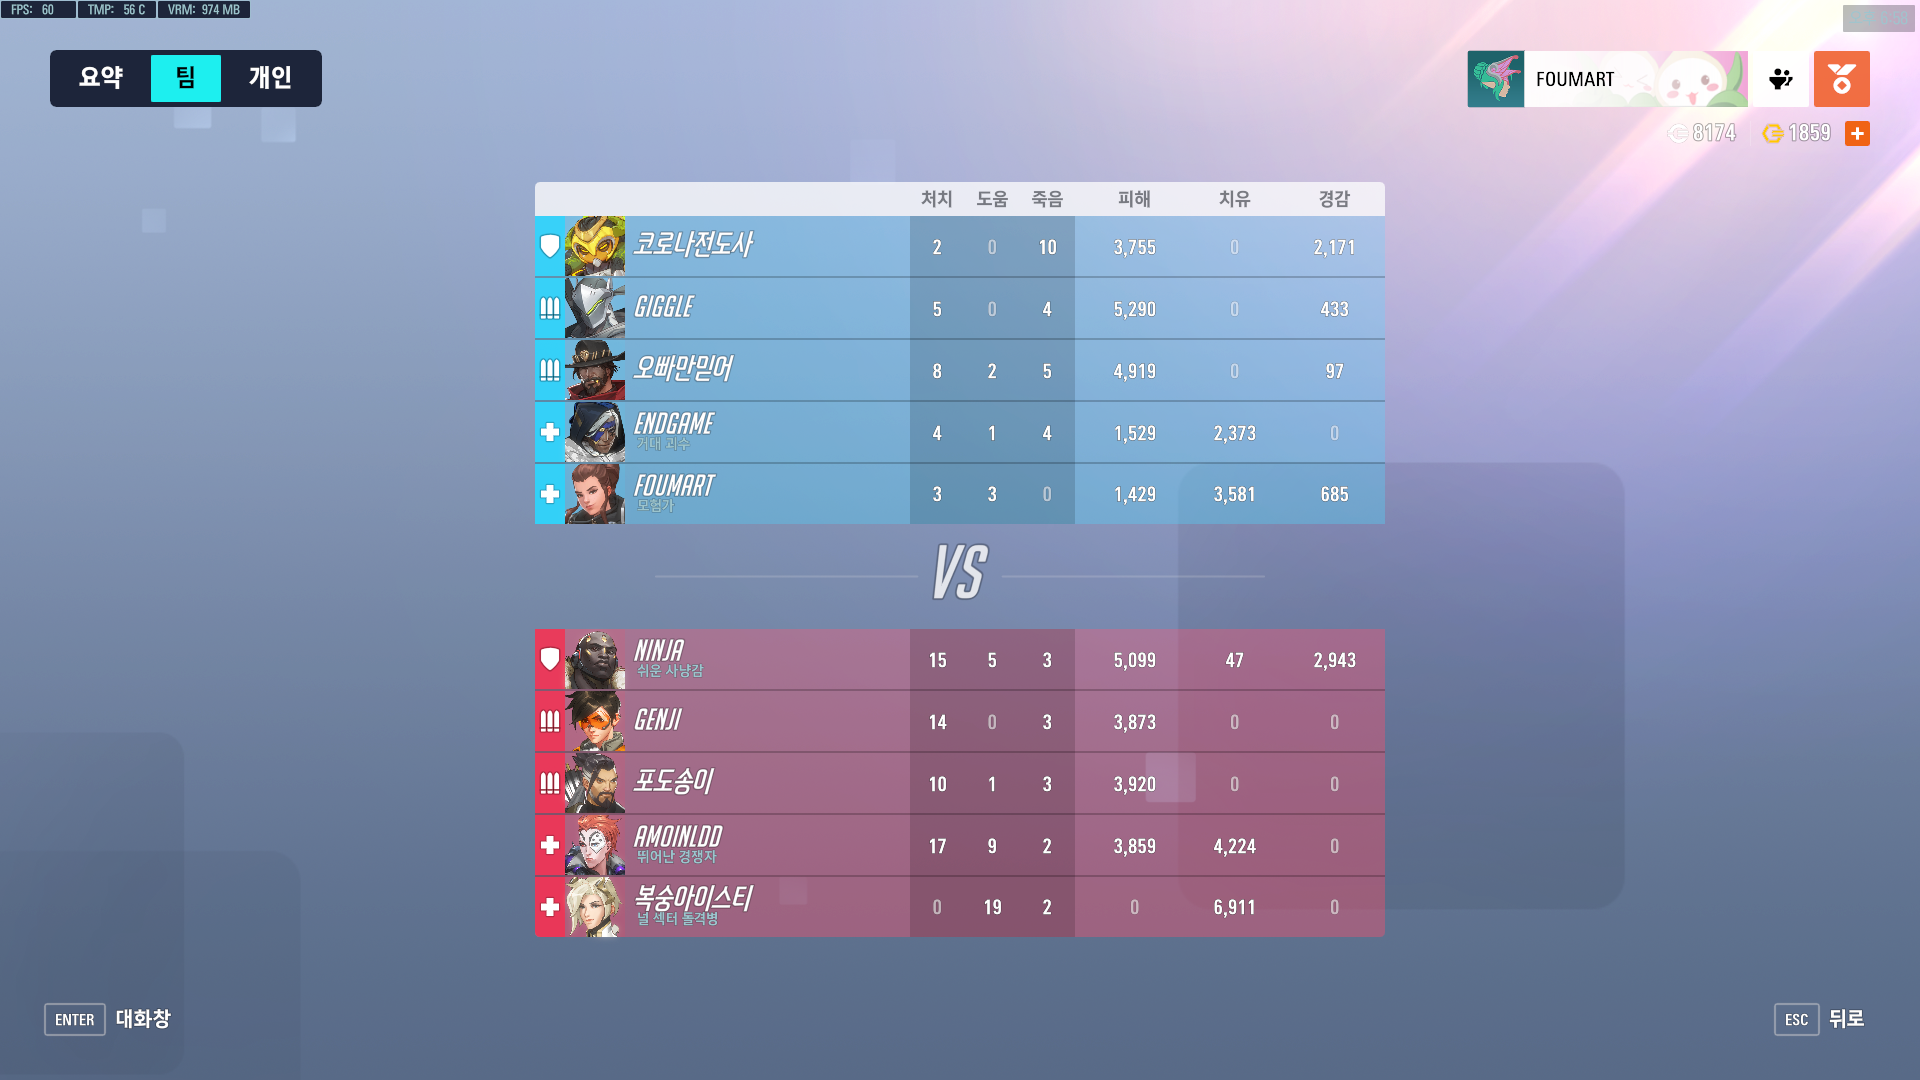 FPS: 60 TMP: 56 C VRM: 974 MB
요약 팀 개인
FOUMART
8174 1859
처치 도움 죽음 피해 치유 경감
코로나전도사 2 0 10 3,755 0 2,171
GIGGLE 5 0 4 5,290 0 433
오빠만믿어 8 2 5 4,919 0 97
ENDGAME 4 1 4 1,529 2,373 0
거대 괴수
FOUMART 3 3 0 1,429 3,581 685
모험가
VS
NINJA 15 5 3 5,099 47 2,943
쉬운 사냥감
GENJI 14 0 3 3,873 0 0
포도송이 10 1 3 3,920 0 0
AMOINLDD 17 9 2 3,859 4,224 0
뛰어난 경쟁자
복숭아아이스티 0 19 2 0 6,911 0
널 섹터 돌격병
ENTER 대화창
ESC 뒤로